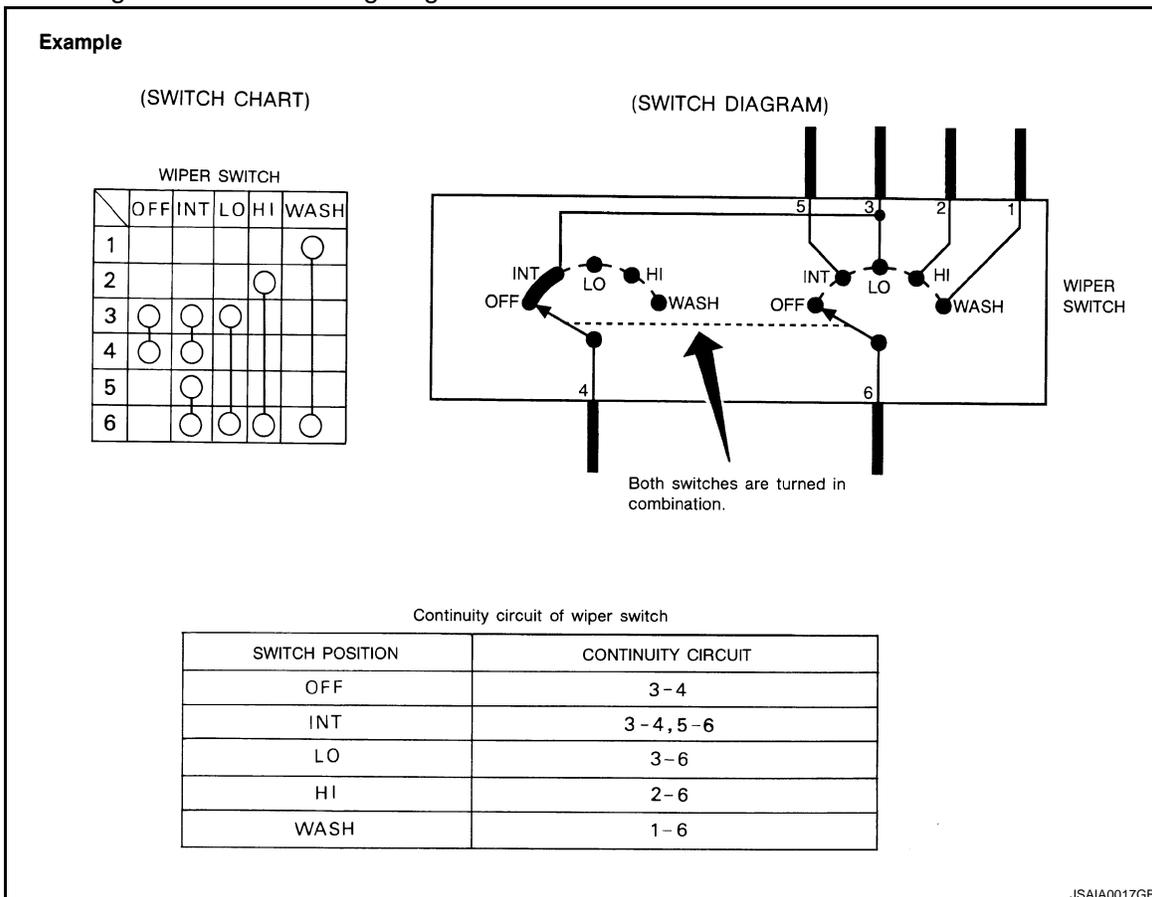 Example
(SWITCH CHART)
(SWITCH DIAGRAM)
WIPER SWITCH
OFF INT LO HI WASH
1
2
3
4
5
6
5 3 2 1
INT LO HI
OFF WASH
INT LO HI
OFF WASH
WIPER
SWITCH
4 6
Both switches are turned in
combination.
Continuity circuit of wiper switch
SWITCH POSITION CONTINUITY CIRCUIT
OFF 3-4
INT 3-4, 5-6
LO 3-6
HI 2-6
WASH 1-6